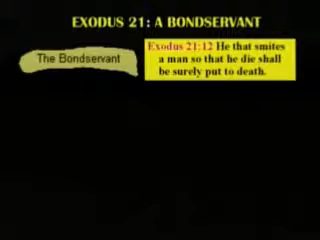 EXODUS 21: A BONDSERVANT
The Bondservant
Exodus 21:12 He that smites
a man so that he die shall
be surely put to death.